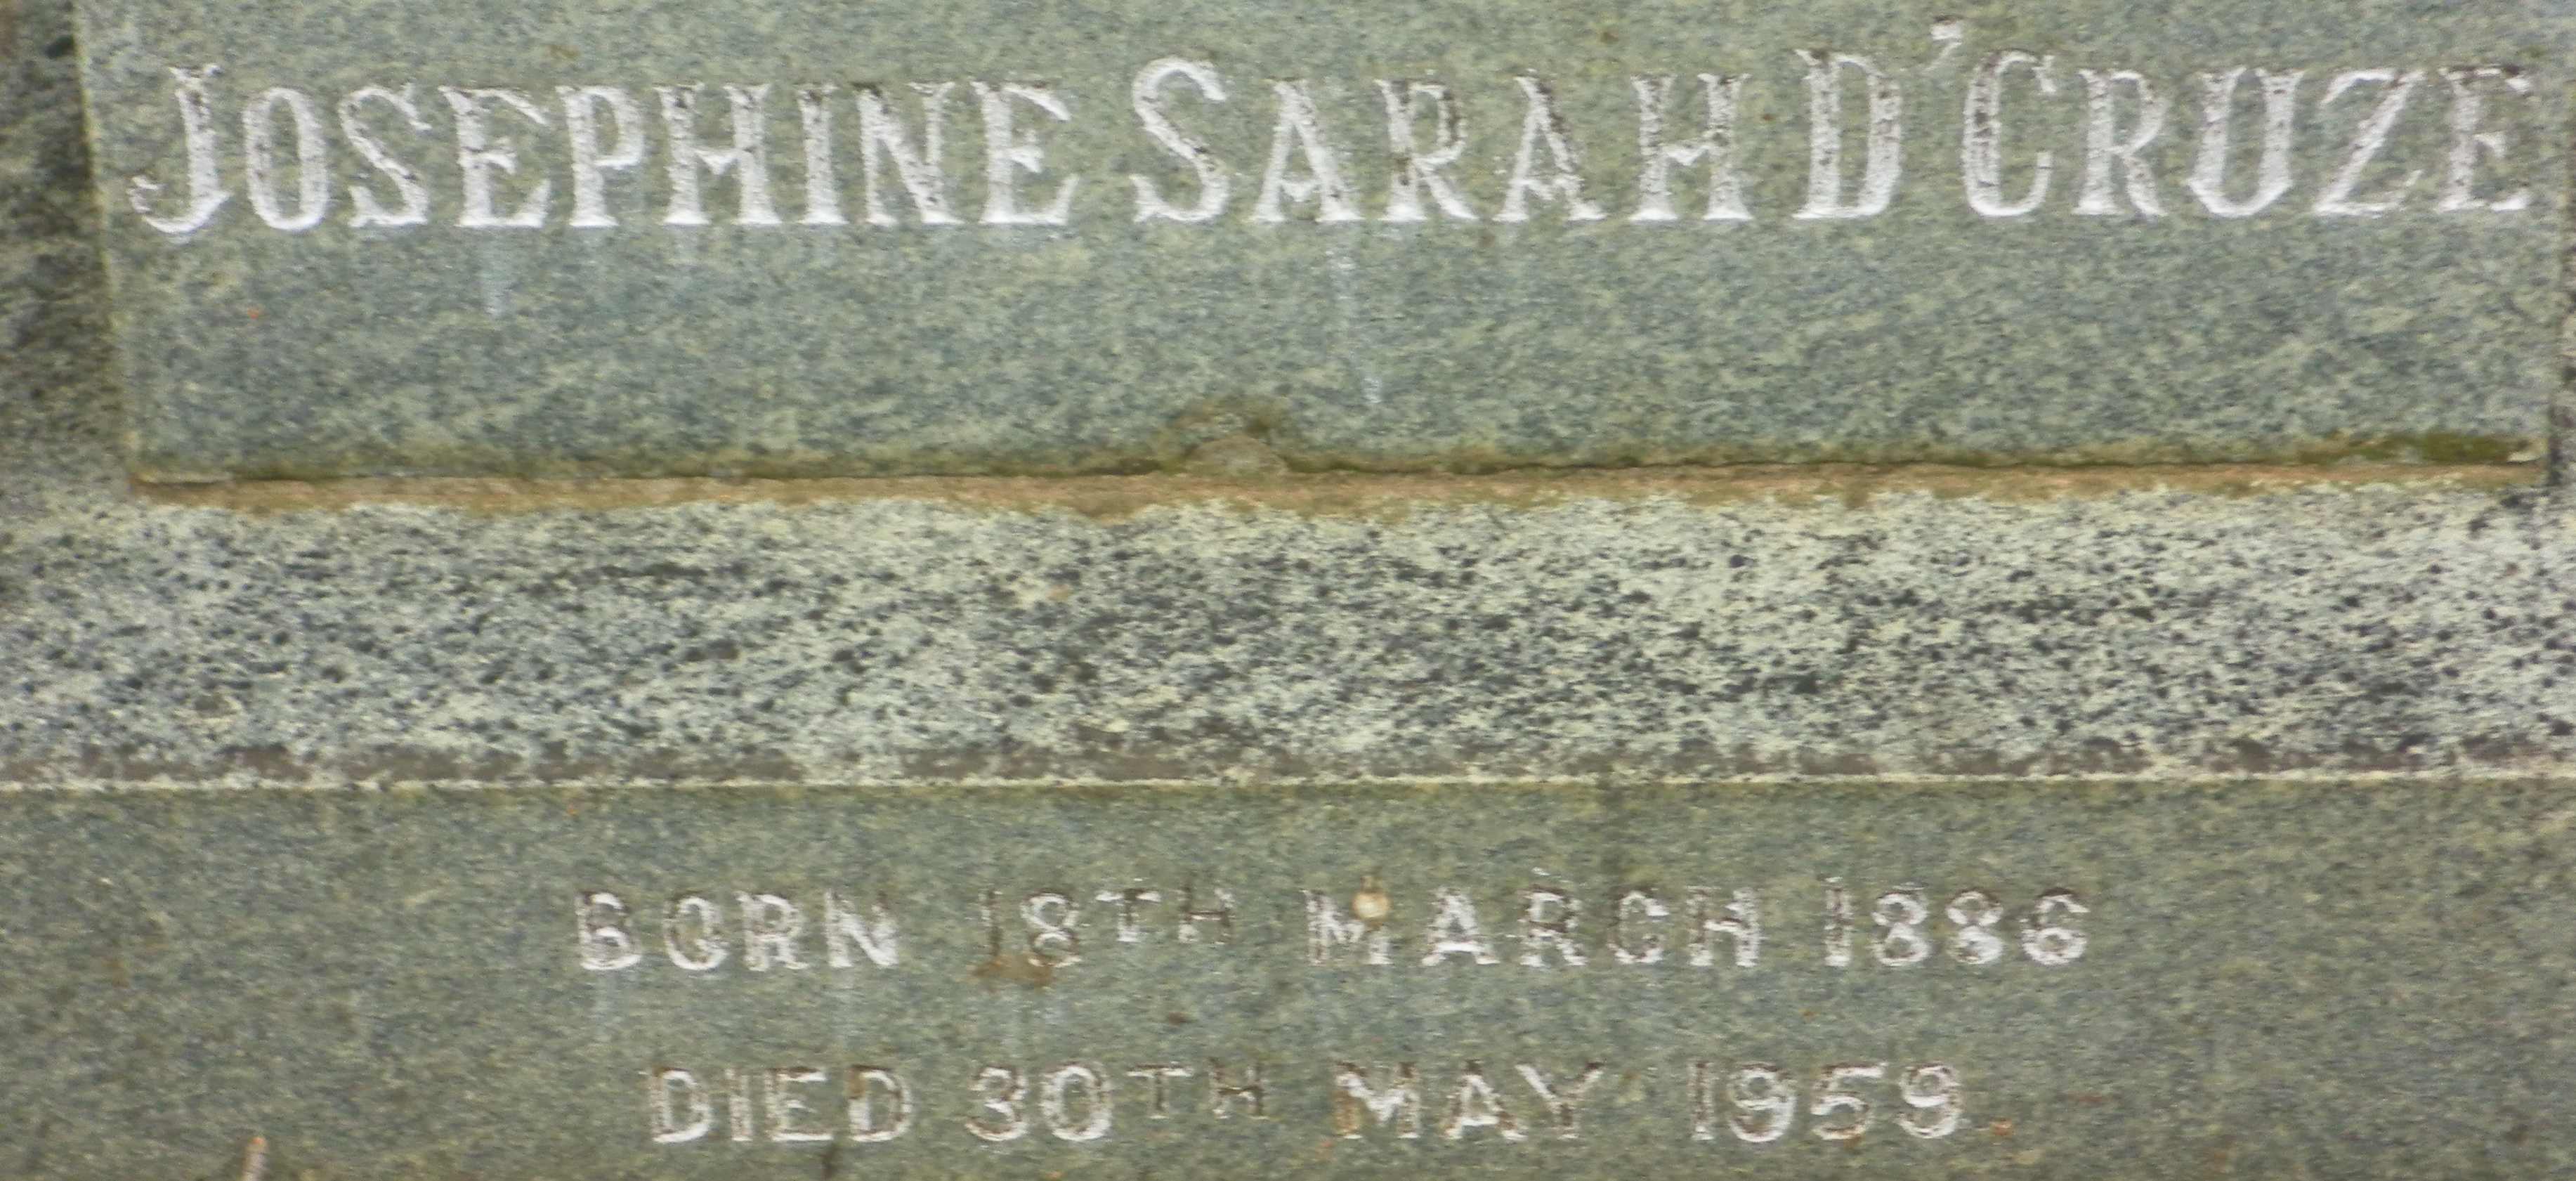 JOSEPHINE SARAH D'CRUZE
BORN 18TH MARCH 1886
DIED 30TH MAY 1959